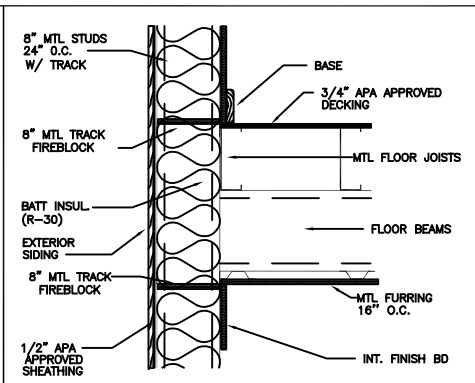 8" MTL STUDS
24" O.C.
W/ TRACK
8" MTL TRACK
FIREBLOCK
BATT INSUL.
(R-30)
EXTERIOR
SIDING
8" MTL TRACK
FIREBLOCK
1/2" APA
APPROVED
SHEATHING
BASE
3/4" APA APPROVED
DECKING
MTL FLOOR JOISTS
FLOOR BEAMS
MTL FURRING
16" O.C.
INT. FINISH BD